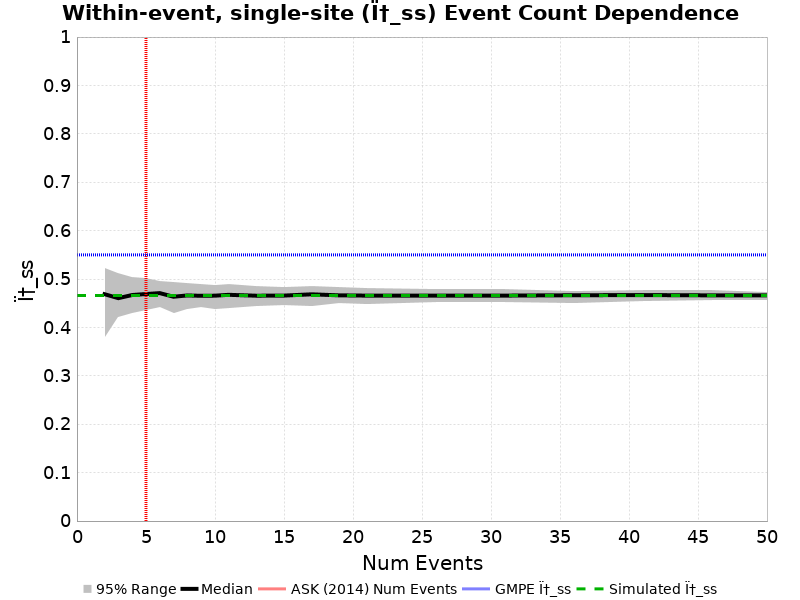 Within-event, single-site (Ï†_ss) Event Count Dependence
1
0.9
0.8
0.7
0.6
0.5
0.4
0.3
0.2
0.1
0
Ï†_ss
0 5 10 15 20 25 30 35 40 45 50
Num Events
95% Range Median ASK (2014) Num Events GMPE Ï†_ss Simulated Ï†_ss